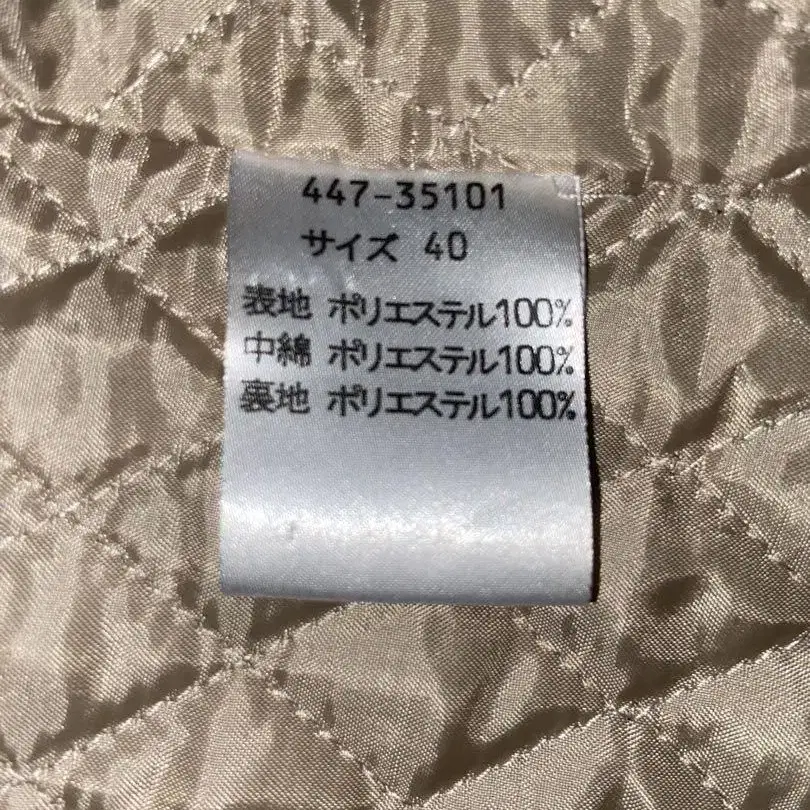 447-35101
サイズ 40
表地 ポリエステル100%
中綿 ポリエステル100%
裏地 ポリエステル100%